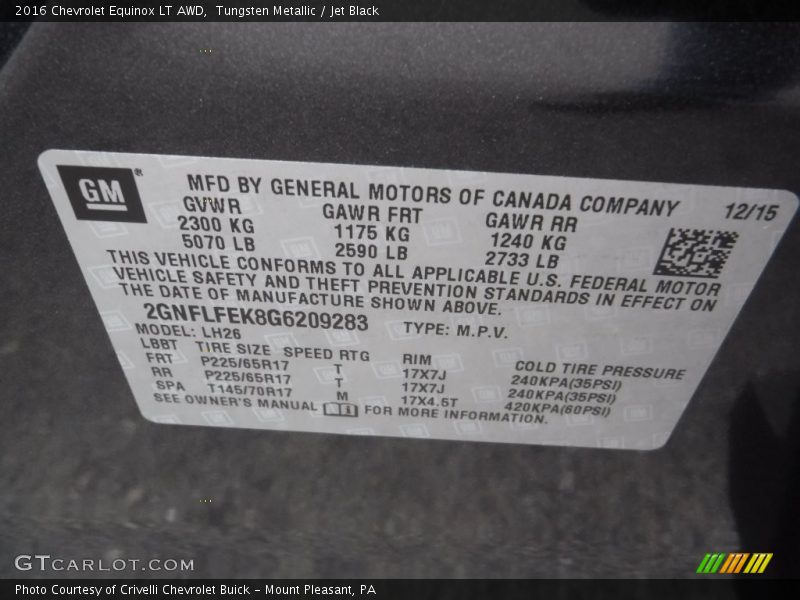 2016 Chevrolet Equinox LT AWD,  Tungsten Metallic / Jet Black
GM®
MFD BY GENERAL MOTORS OF CANADA COMPANY 12/15
GVWR GAWR FRT GAWR RR
2300 KG 1175 KG 1240 KG
5070 LB 2590 LB 2733 LB
THIS VEHICLE CONFORMS TO ALL APPLICABLE U.S. FEDERAL MOTOR
VEHICLE SAFETY AND THEFT PREVENTION STANDARDS IN EFFECT ON
THE DATE OF MANUFACTURE SHOWN ABOVE.
2GNFLFEK8G6209283 TYPE: M.P.V.
MODEL: LH26
LBBT TIRE SIZE SPEED RTG RIM COLD TIRE PRESSURE
FRT P225/65R17 T 17X7J 240KPA(35PSI)
RR P225/65R17 T 17X7J 240KPA(35PSI)
SPA T145/70R17 M 17X4.5T 420KPA(60PSI)
SEE OWNER'S MANUAL FOR MORE INFORMATION.
GTCARLOT.COM
Photo Courtesy of Crivelli Chevrolet Buick – Mount Pleasant, PA